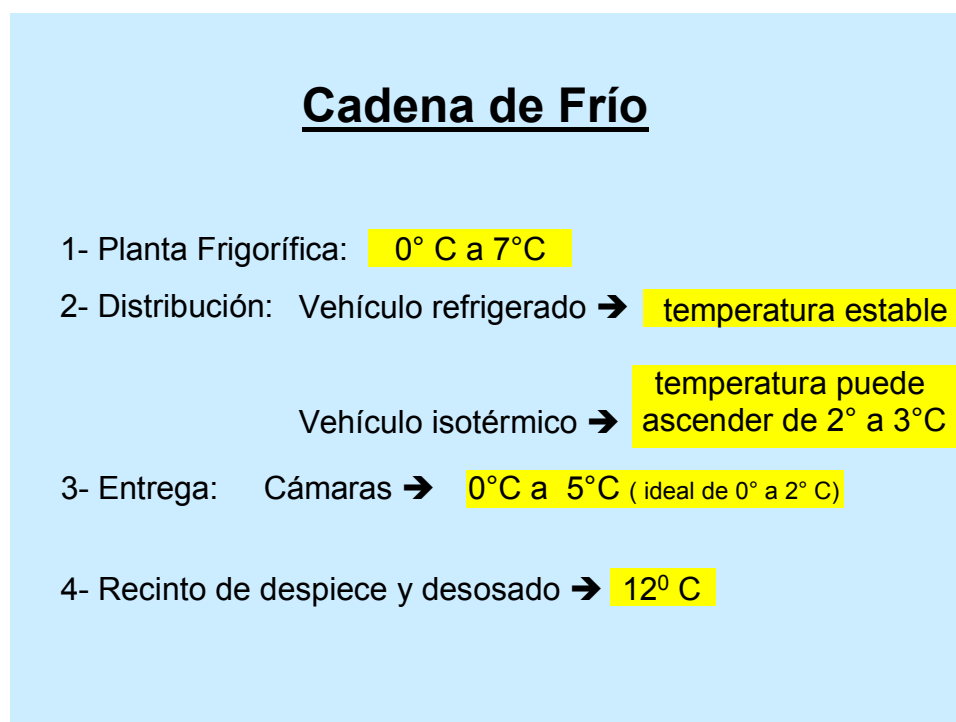 Cadena de Frío
1- Planta Frigorífica: 0° C a 7°C
2- Distribución: Vehículo refrigerado ➔ temperatura estable
temperatura puede
Vehículo isotérmico ➔ ascender de 2° a 3°C
3- Entrega: Cámaras ➔ 0°C a 5°C ( ideal de 0° a 2° C)
4- Recinto de despiece y desosado ➔ 12⁰ C